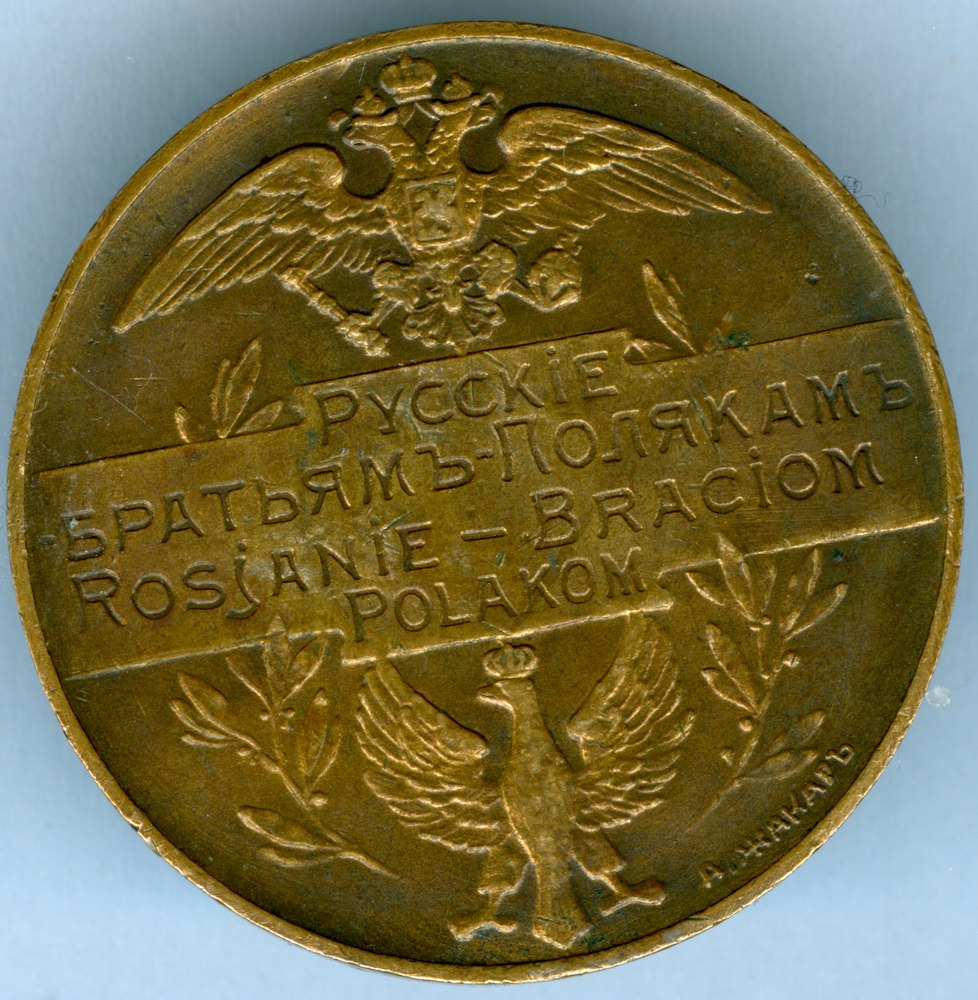 РУССКІЕ
БРАТЬЯМЪ-ПОЛЯКАМЪ
ROSJANIE – BRACIOM
POLAKOM
А. ЖАКАРЪ